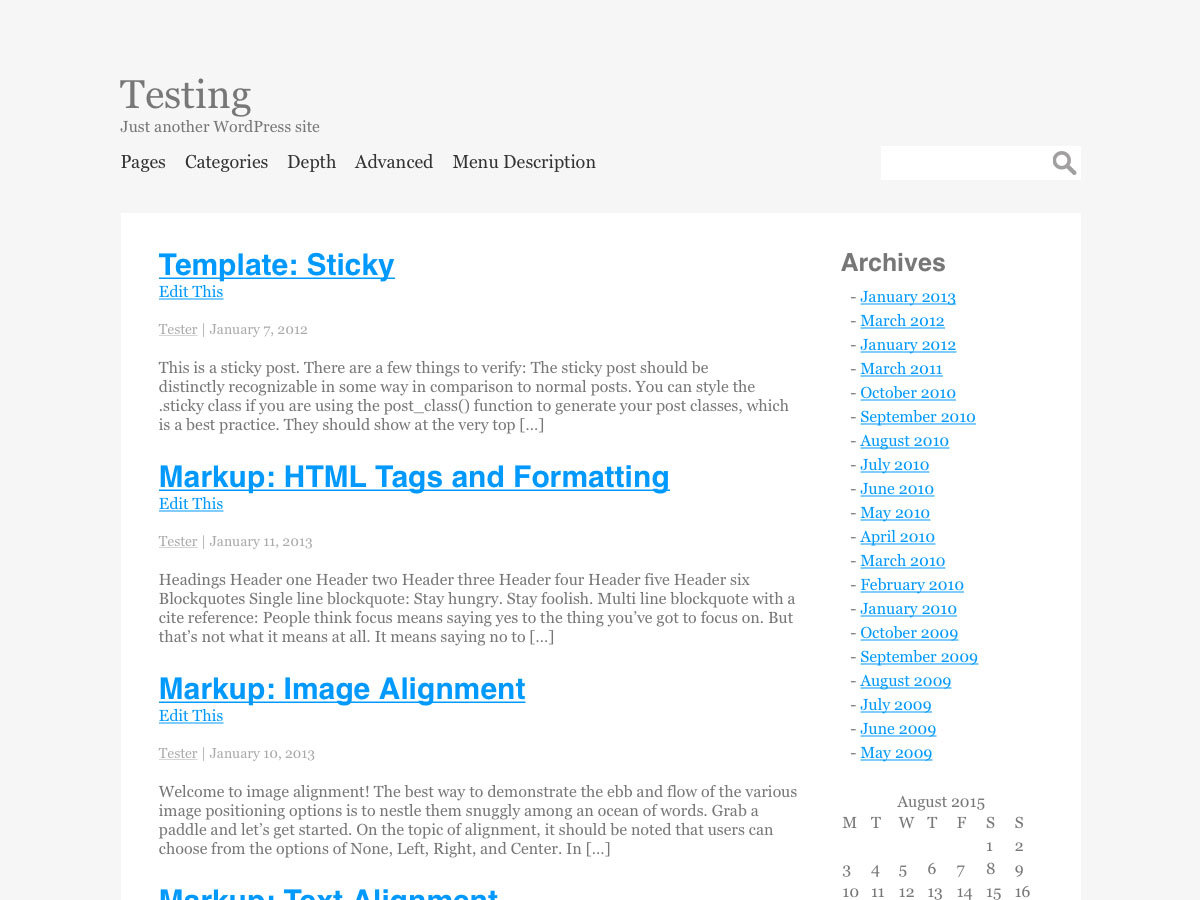 Testing
Just another WordPress site
Pages Categories Depth Advanced Menu Description
Template: Sticky
Edit This
Tester | January 7, 2012
This is a sticky post. There are a few things to verify: The sticky post should be
distinctly recognizable in some way in comparison to normal posts. You can style the
.sticky class if you are using the post_class() function to generate your post classes, which
is a best practice. They should show at the very top [...]
Markup: HTML Tags and Formatting
Edit This
Tester | January 11, 2013
Headings Header one Header two Header three Header four Header five Header six
Blockquotes Single line blockquote: Stay hungry. Stay foolish. Multi line blockquote with a
cite reference: People think focus means saying yes to the thing you’ve got to focus on. But
that’s not what it means at all. It means saying no to [...]
Markup: Image Alignment
Edit This
Tester | January 10, 2013
Welcome to image alignment! The best way to demonstrate the ebb and flow of the various
image positioning options is to nestle them snuggly among an ocean of words. Grab a
paddle and let’s get started. On the topic of alignment, it should be noted that users can
choose from the options of None, Left, Right, and Center. In [...]
Markup: Text Alignment
Archives
- January 2013
- March 2012
- January 2012
- March 2011
- October 2010
- September 2010
- August 2010
- July 2010
- June 2010
- May 2010
- April 2010
- March 2010
- February 2010
- January 2010
- October 2009
- September 2009
- August 2009
- July 2009
- June 2009
- May 2009
August 2015
M T W T F S S
1 2
3 4 5 6 7 8 9
10 11 12 13 14 15 16